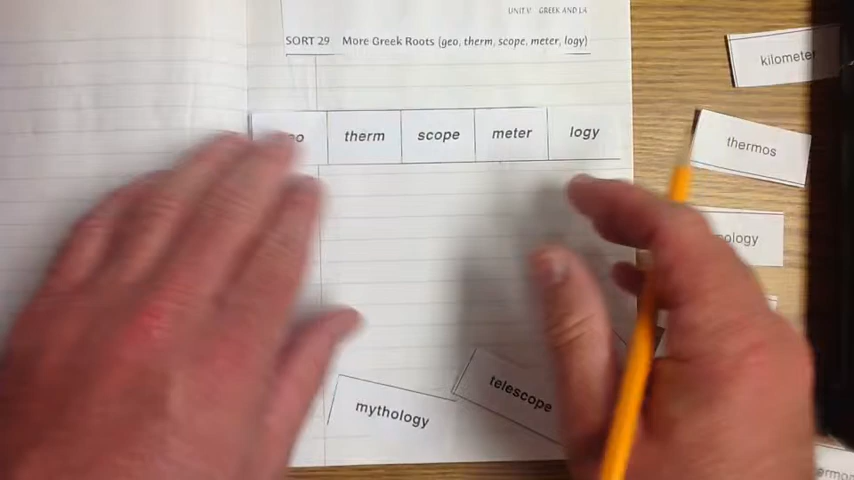 UNIT V GREEK AND LA
SORT 29 More Greek Roots (geo, therm, scope, meter, logy)
therm scope meter logy
kilometer
thermos
mythology
telescope